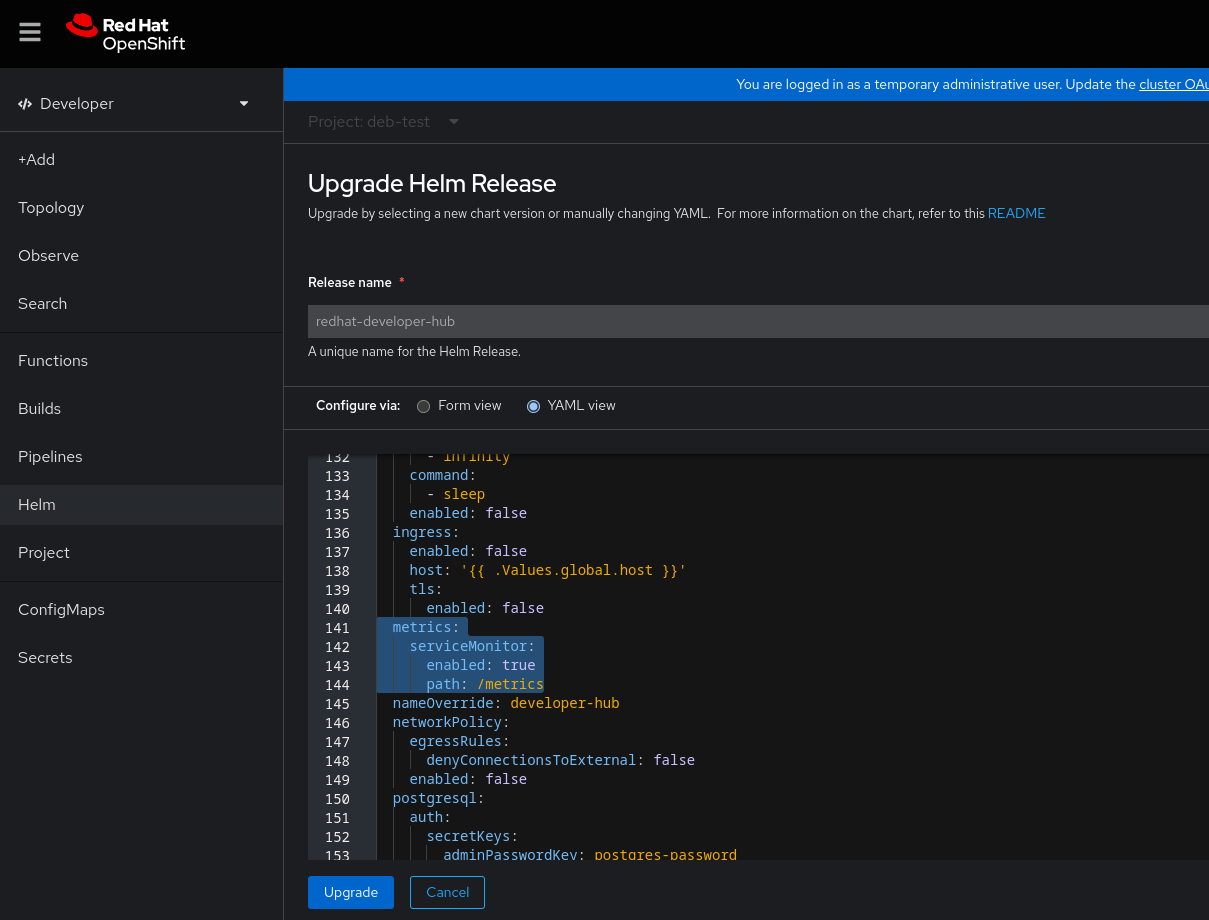 Red Hat
OpenShift
Developer
You are logged in as a temporary administrative user. Update the cluster OAu
Project: deb-test
+Add
Topology
Observe
Search
Functions
Builds
Pipelines
Helm
Project
ConfigMaps
Secrets
Upgrade Helm Release
Upgrade by selecting a new chart version or manually changing YAML. For more information on the chart, refer to this README
Release name *
redhat-developer-hub
A unique name for the Helm Release.
Configure via: Form view YAML view
132 - infinity
133 command:
134 - sleep
135 enabled: false
136 ingress:
137 enabled: false
138 host: '{{ .Values.global.host }}'
139 tls:
140 enabled: false
141 metrics:
142 serviceMonitor:
143 enabled: true
144 path: /metrics
145 nameOverride: developer-hub
146 networkPolicy:
147 egressRules:
148 denyConnectionsToExternal: false
149 enabled: false
150 postgresql:
151 auth:
152 secretKeys:
153 adminPasswordKey: postgres-password
Upgrade Cancel